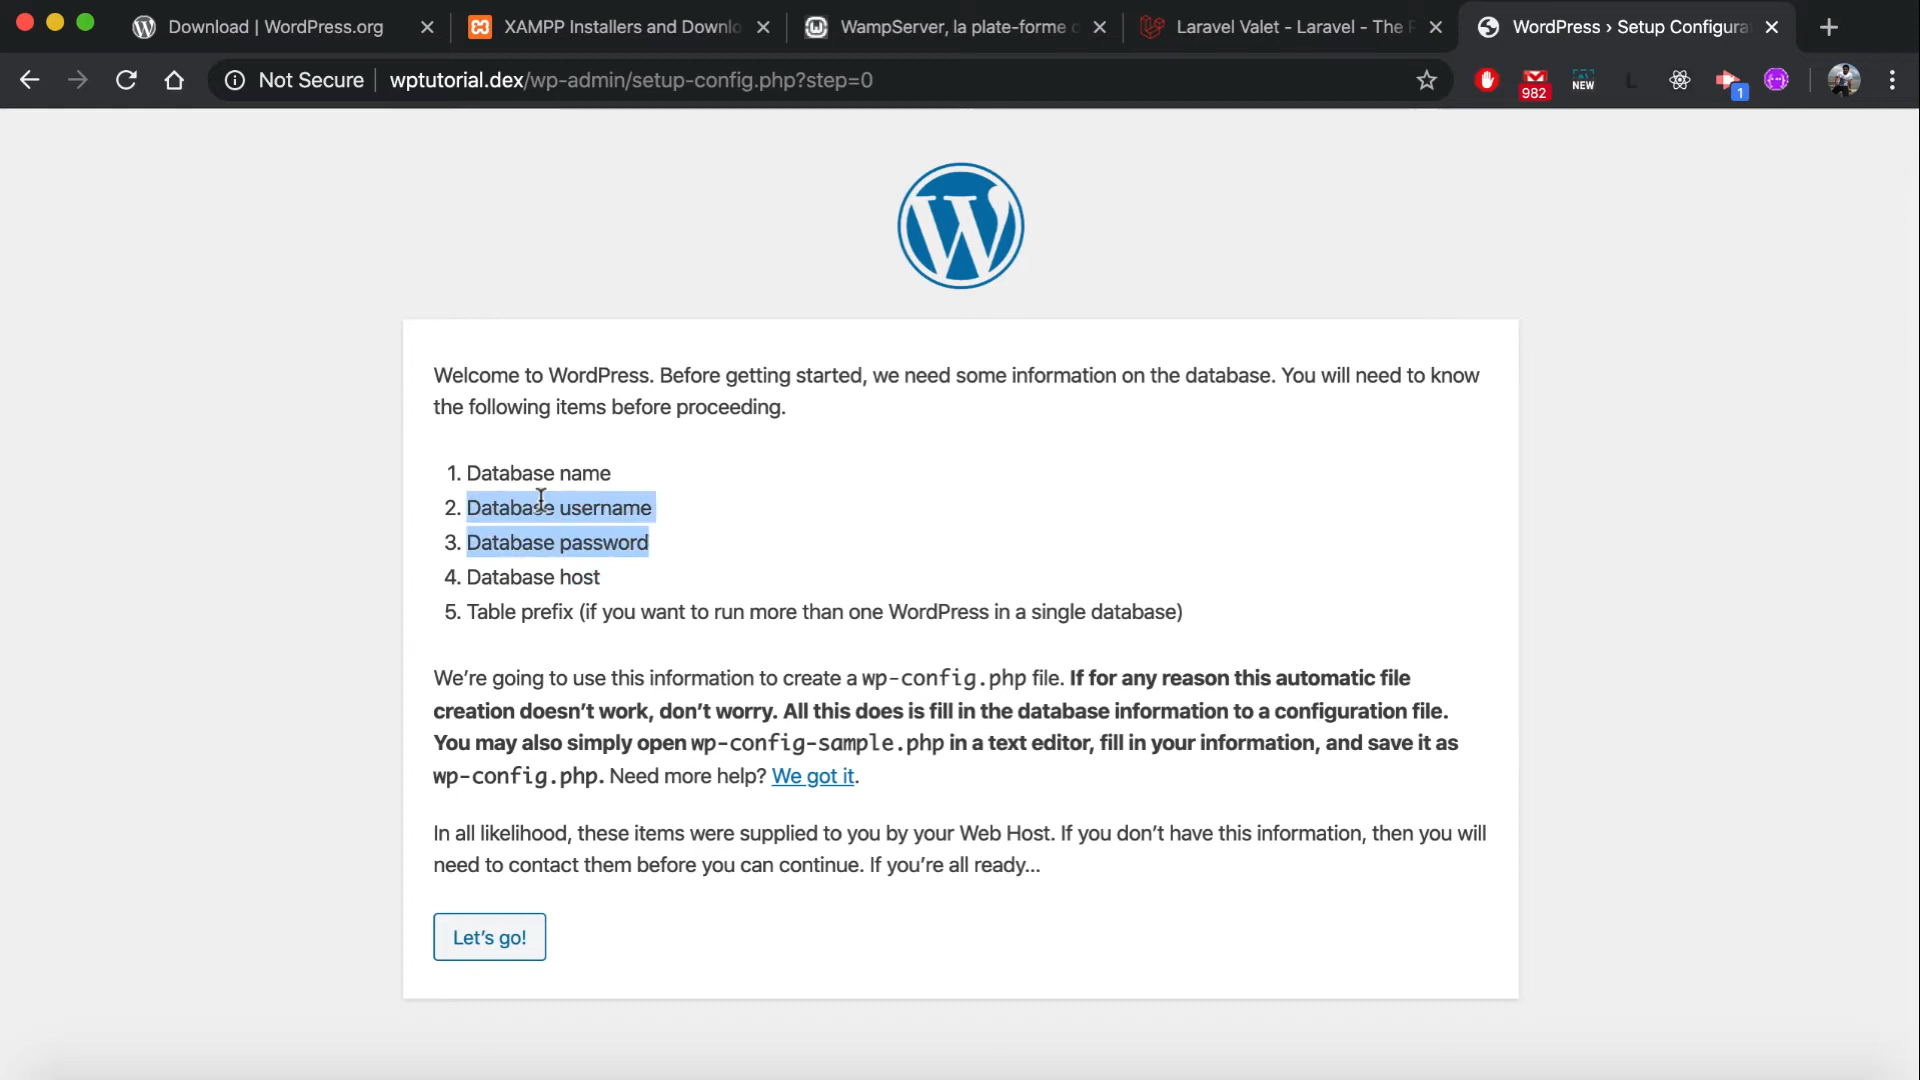 Download | WordPress.org
XAMPP Installers and Downlo
WampServer, la plate-forme d
Laravel Valet - Laravel - The P
WordPress › Setup Configura
Not Secure
wptutorial.dex/wp-admin/setup-config.php?step=0
982
NEW
L
1
Welcome to WordPress. Before getting started, we need some information on the database. You will need to know
the following items before proceeding.
1. Database name
2. Database username
3. Database password
4. Database host
5. Table prefix (if you want to run more than one WordPress in a single database)
We’re going to use this information to create a wp-config.php file. If for any reason this automatic file
creation doesn’t work, don’t worry. All this does is fill in the database information to a configuration file.
You may also simply open wp-config-sample.php in a text editor, fill in your information, and save it as
wp-config.php. Need more help? We got it.
In all likelihood, these items were supplied to you by your Web Host. If you don’t have this information, then you will
need to contact them before you can continue. If you’re all ready…
Let’s go!